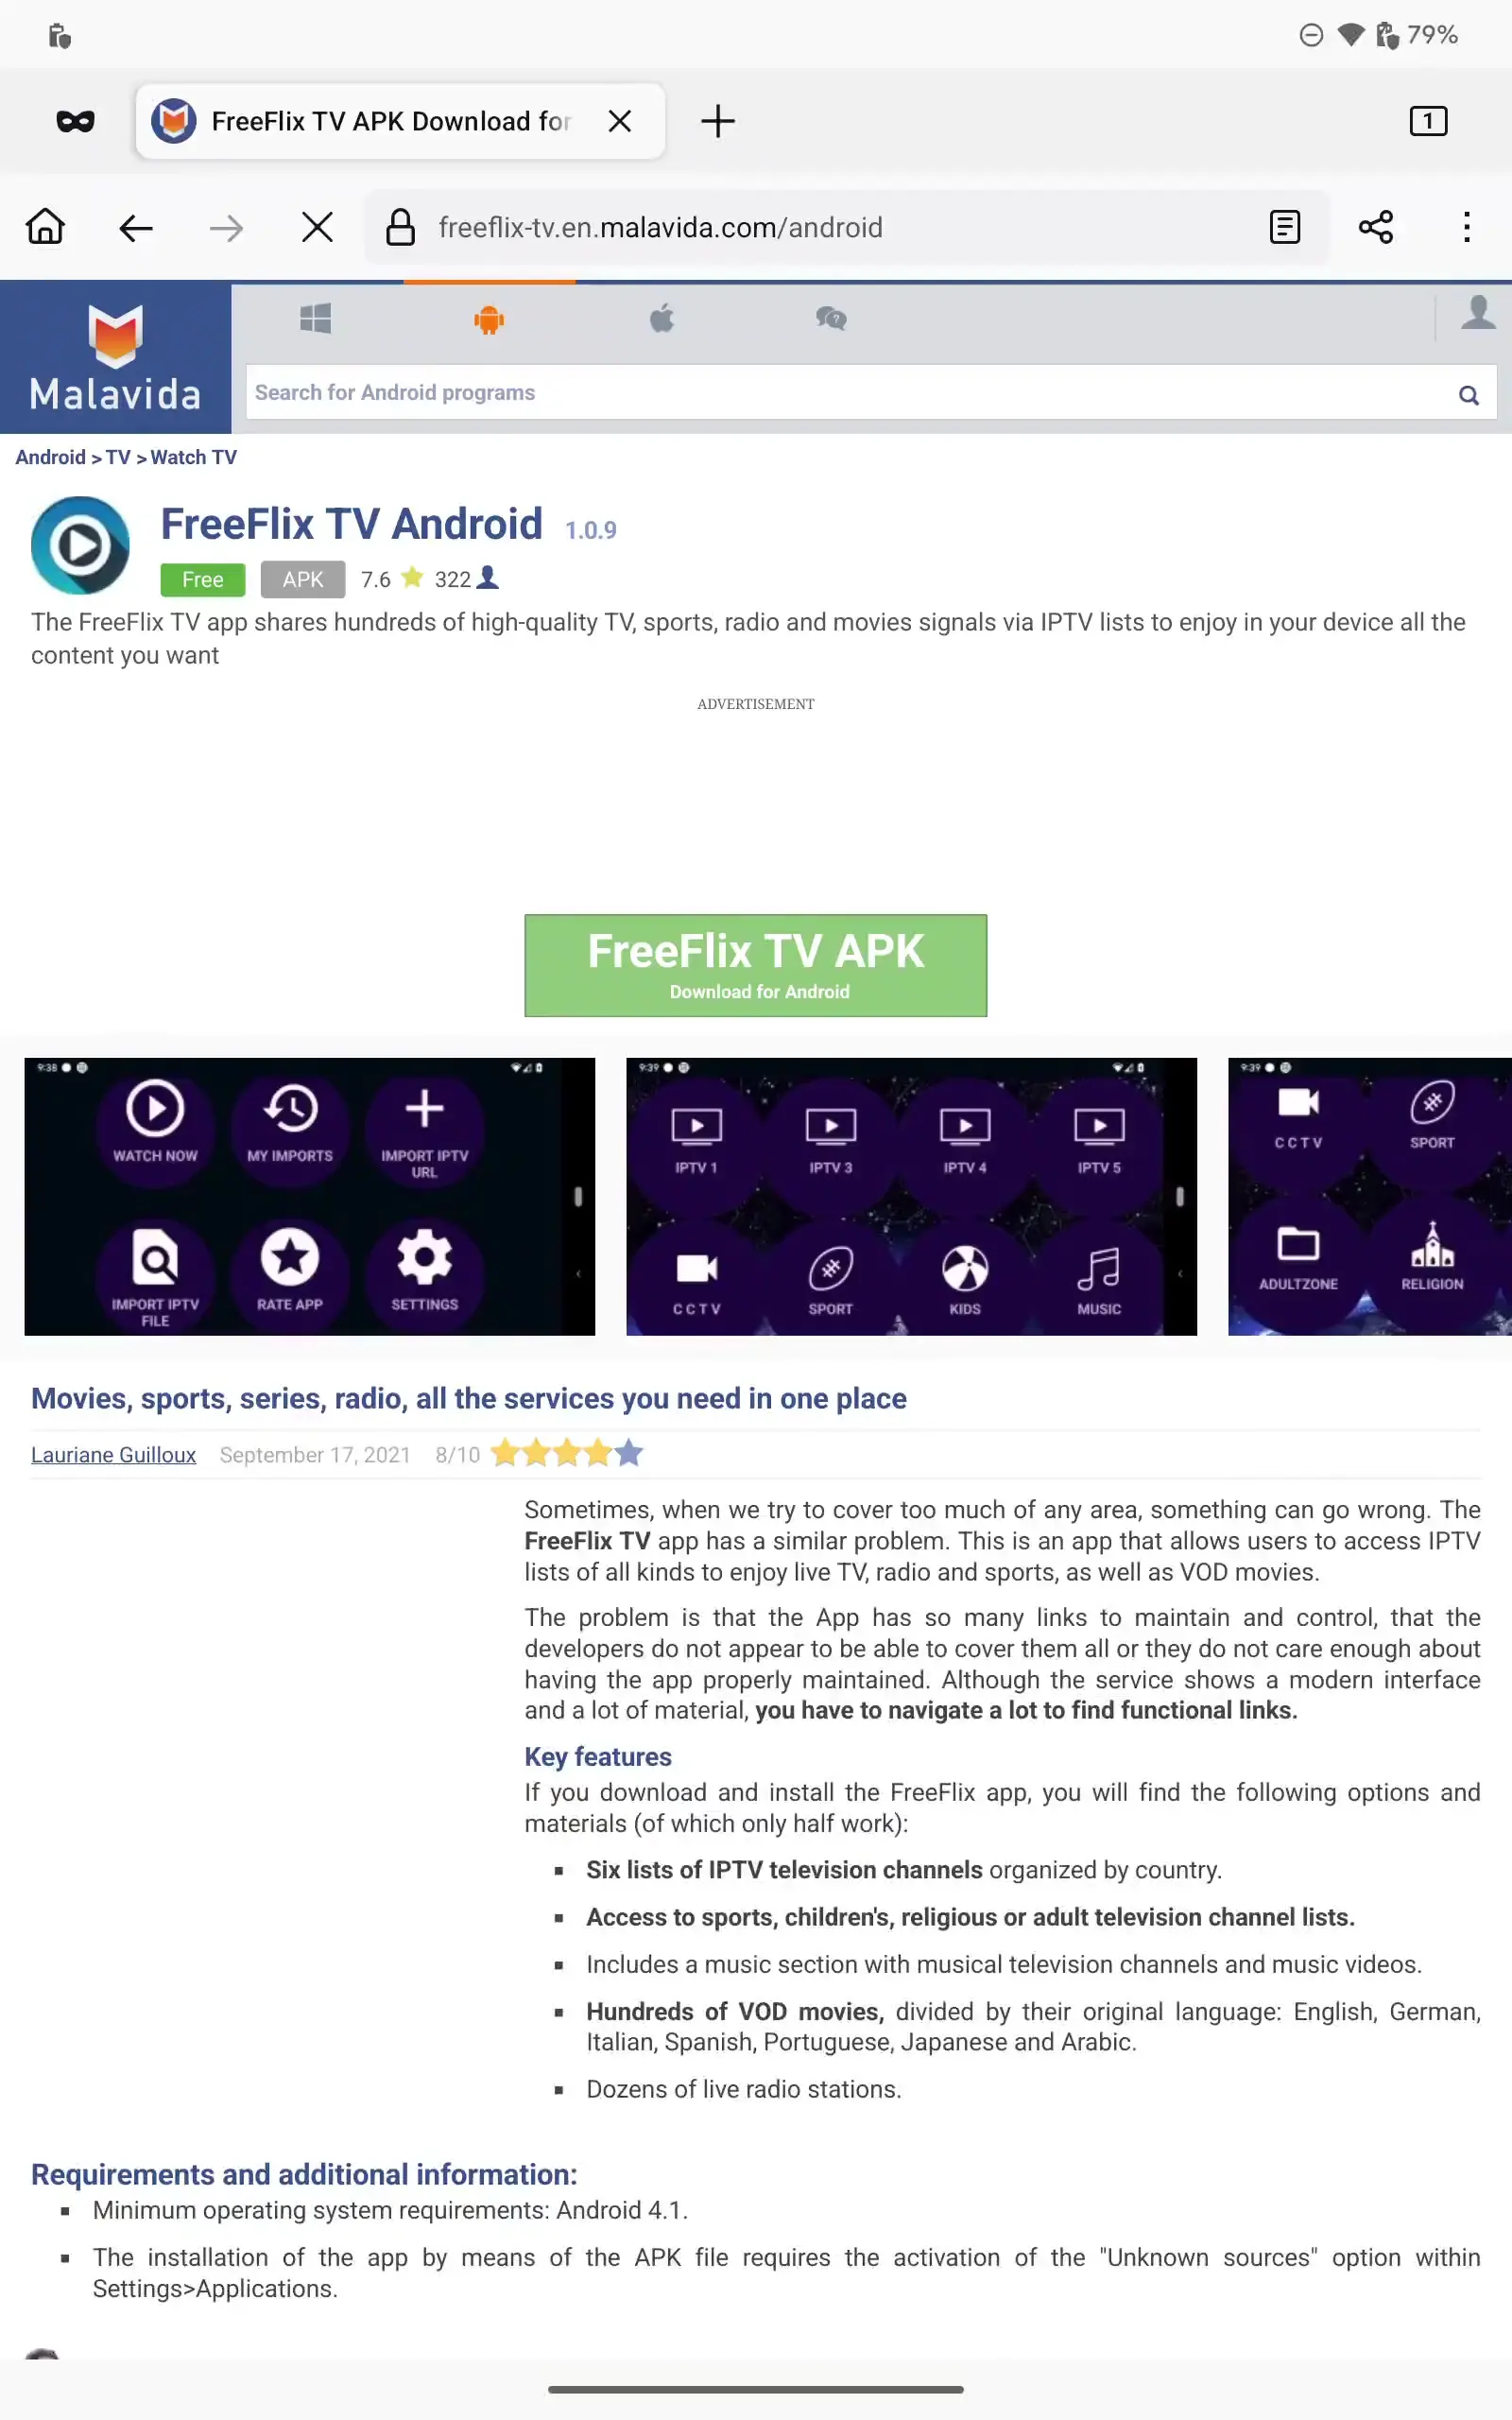 79%
FreeFlix TV APK Download for
1
freeflix-tv.en.malavida.com/android
Malavida
Search for Android programs
Android > TV > Watch TV
FreeFlix TV Android 1.0.9
Free APK 7.6 322
The FreeFlix TV app shares hundreds of high-quality TV, sports, radio and movies signals via IPTV lists to enjoy in your device all the
content you want
ADVERTISEMENT
FreeFlix TV APK
Download for Android
9:38
WATCH NOW MY IMPORTS IMPORT IPTV
URL
IMPORT IPTV
FILE
RATE APP SETTINGS
9:39
IPTV 1 IPTV 3 IPTV 4 IPTV 5
CCTV SPORT KIDS MUSIC
9:39
CCTV SPORT
ADULTZONE RELIGION
Movies, sports, series, radio, all the services you need in one place
Lauriane Guilloux September 17, 2021 8/10
Sometimes, when we try to cover too much of any area, something can go wrong. The
FreeFlix TV app has a similar problem. This is an app that allows users to access IPTV
lists of all kinds to enjoy live TV, radio and sports, as well as VOD movies.
The problem is that the App has so many links to maintain and control, that the
developers do not appear to be able to cover them all or they do not care enough about
having the app properly maintained. Although the service shows a modern interface
and a lot of material, you have to navigate a lot to find functional links.
Key features
If you download and install the FreeFlix app, you will find the following options and
materials (of which only half work):
▪ Six lists of IPTV television channels organized by country.
▪ Access to sports, children's, religious or adult television channel lists.
▪ Includes a music section with musical television channels and music videos.
▪ Hundreds of VOD movies, divided by their original language: English, German,
Italian, Spanish, Portuguese, Japanese and Arabic.
▪ Dozens of live radio stations.
Requirements and additional information:
▪ Minimum operating system requirements: Android 4.1.
▪ The installation of the app by means of the APK file requires the activation of the "Unknown sources" option within
Settings>Applications.